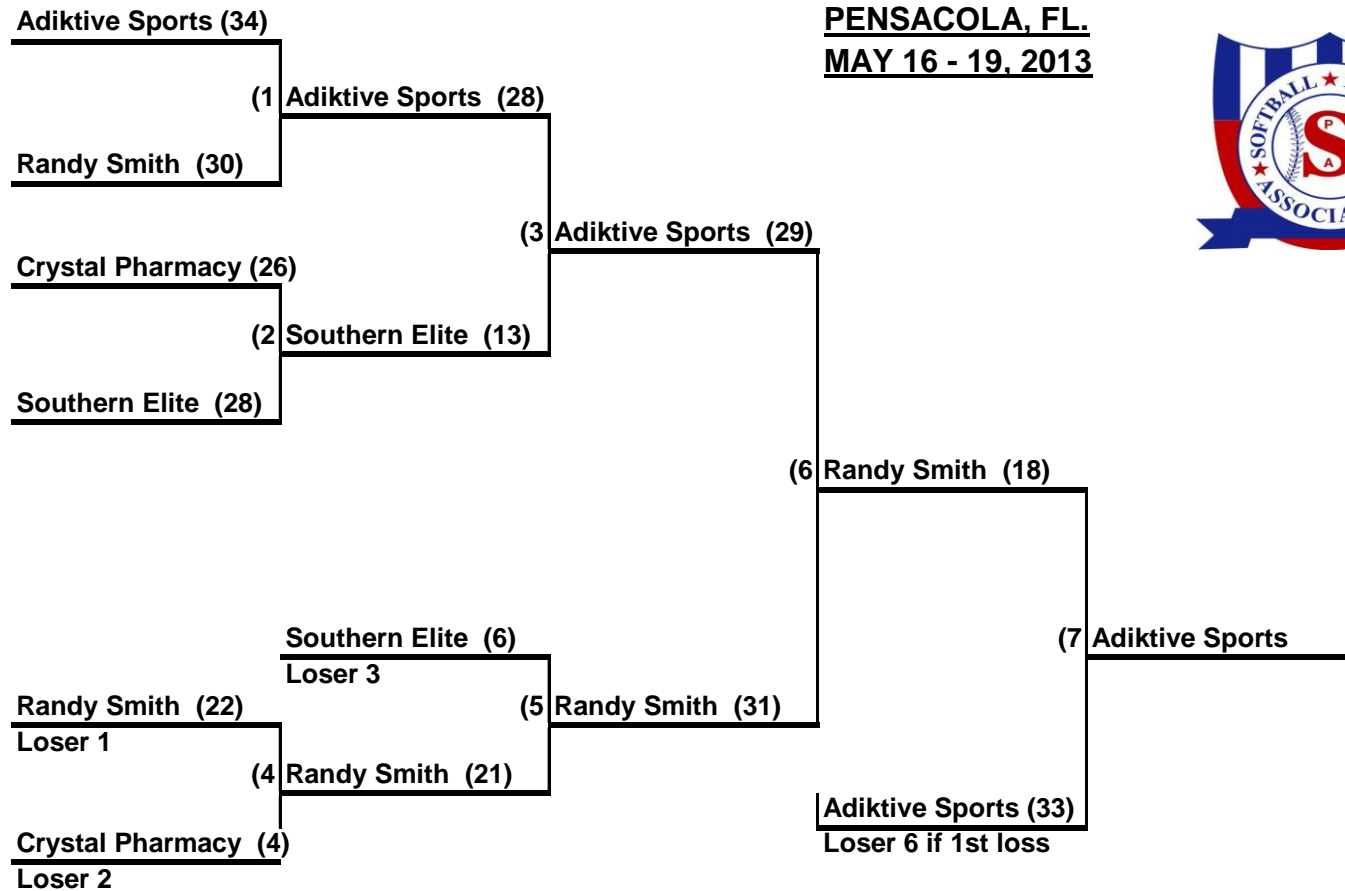 Adiktive Sports (34)
PENSACOLA, FL.
MAY 16 - 19, 2013
(1 Adiktive Sports (28)
Randy Smith (30)
(3 Adiktive Sports (29)
Crystal Pharmacy (26)
(2 Southern Elite (13)
Southern Elite (28)
(6 Randy Smith (18)
Southern Elite (6)
Loser 3
(7 Adiktive Sports
Randy Smith (22)
Loser 1
(5 Randy Smith (31)
(4 Randy Smith (21)
Adiktive Sports (33)
Loser 6 if 1st loss
Crystal Pharmacy (4)
Loser 2
SOFTBALL
S
P
A